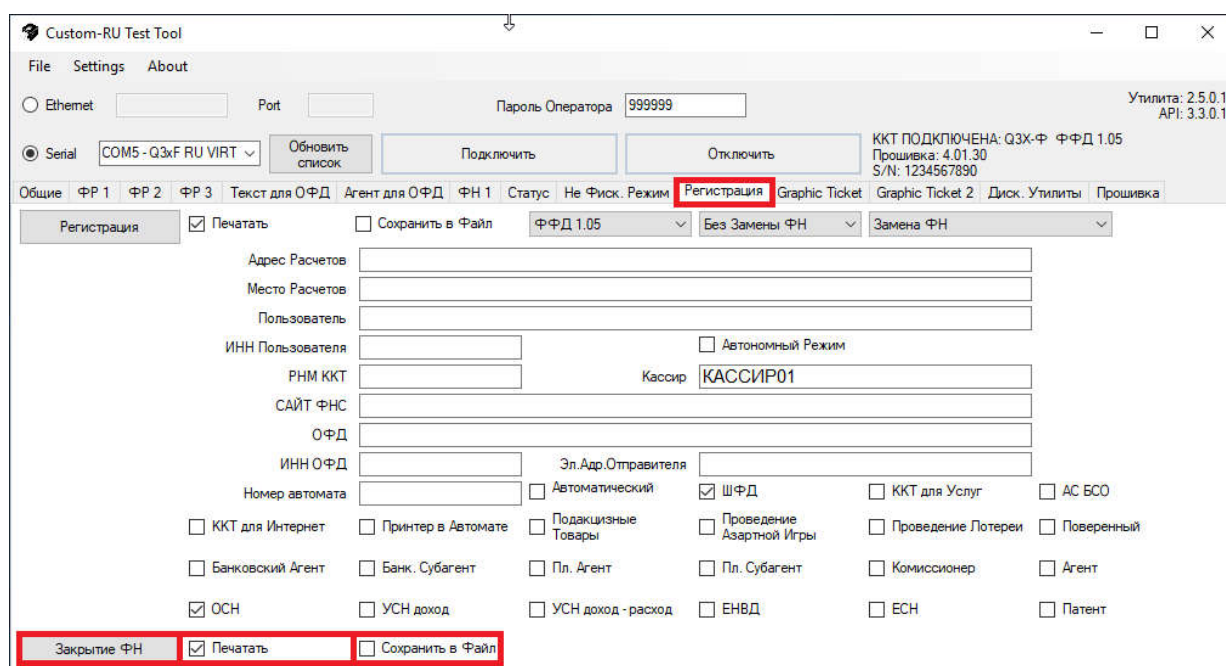 Custom-RU Test Tool
File Settings About
Ethernet Port Пароль Оператора 999999 Утилита: 2.5.0.1
API: 3.3.0.1
Serial COM5 - Q3xF RU VIRT Обновить список Подключить Отключить ККТ ПОДКЛЮЧЕНА: Q3X-Ф ФФД 1.05
Прошивка: 4.01.30
S/N: 1234567890
Общие ФР 1 ФР 2 ФР 3 Текст для ОФД Агент для ОФД ФН 1 Статус Не Фиск. Режим Регистрация Graphic Ticket Graphic Ticket 2 Диск. Утилиты Прошивка
Регистрация Печатать Сохранить в Файл ФФД 1.05 Без Замены ФН Замена ФН
Адрес Расчетов
Место Расчетов
Пользователь
ИНН Пользователя Автономный Режим
РНМ ККТ Кассир КАССИР01
САЙТ ФНС
ОФД
ИНН ОФД Эл.Адр.Отправителя
Номер автомата Автоматический ШФД ККТ для Услуг АС БСО
ККТ для Интернет Принтер в Автомате Подакцизные Товары Проведение Азартной Игры Проведение Лотереи Поверенный
Банковский Агент Банк. Субагент Пл. Агент Пл. Субагент Комиссионер Агент
ОСН УСН доход УСН доход - расход ЕНВД ЕСН Патент
Закрытие ФН Печатать Сохранить в Файл